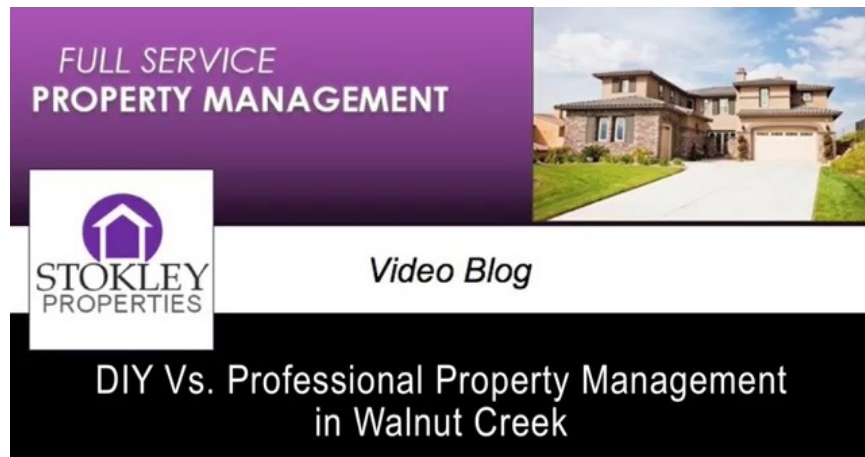 FULL SERVICE
PROPERTY MANAGEMENT
STOKLEY
PROPERTIES
Video Blog
DIY Vs. Professional Property Management
in Walnut Creek